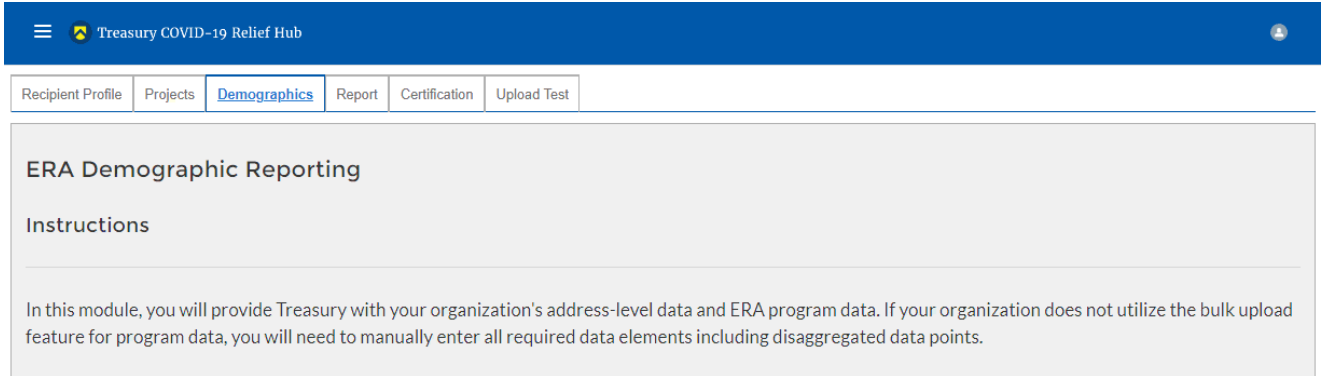 Treasury COVID-19 Relief Hub
Recipient Profile Projects Demographics Report Certification Upload Test
ERA Demographic Reporting
Instructions
In this module, you will provide Treasury with your organization's address-level data and ERA program data. If your organization does not utilize the bulk upload
feature for program data, you will need to manually enter all required data elements including disaggregated data points.